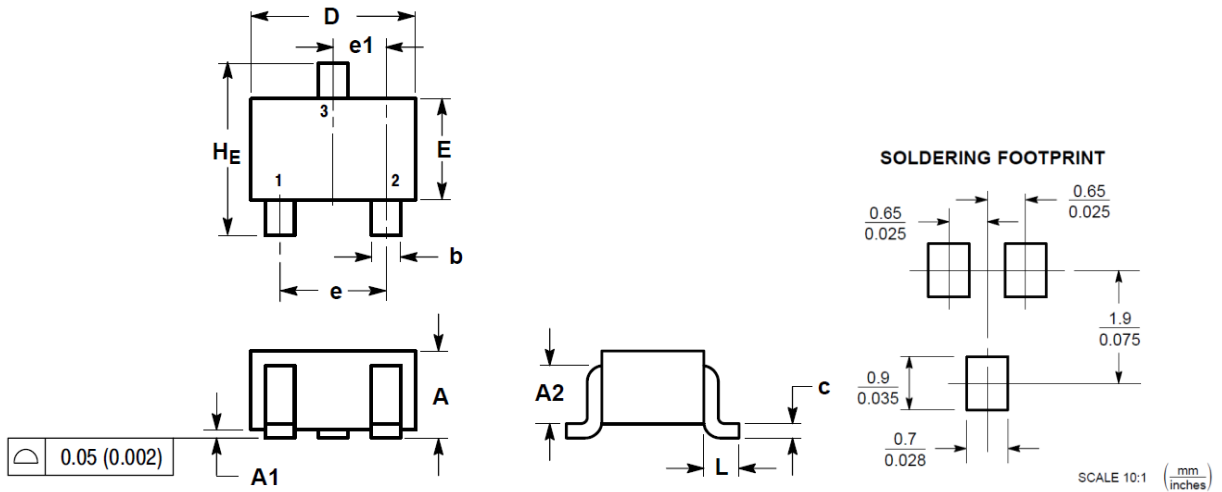 D
e1
3
HE
E
1
2
b
e
A
A1
0.05 (0.002)
A2
c
L
SOLDERING FOOTPRINT
0.65
0.025
0.65
0.025
1.9
0.075
0.9
0.035
0.7
0.028
SCALE 10:1 (mm/inches)